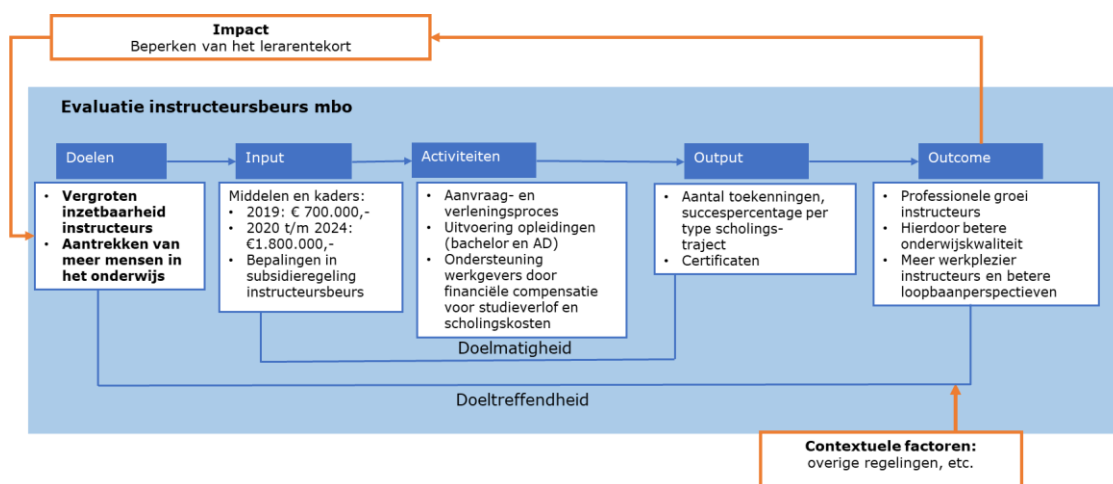 Impact
Beperken van het lerarentekort
Evaluatie instructeursbeurs mbo
Doelen
• Vergroten
inzetbaarheid
instructeurs
• Aantrekken van
meer mensen in
het onderwijs
Input
Middelen en kaders:
• 2019: € 700.000,-
• 2020 t/m 2024:
€1.800.000,-
• Bepalingen in
subsidieregeling
instructeursbeurs
Activiteiten
• Aanvraag- en
verleningsproces
• Uitvoering opleidingen
(bachelor en AD)
• Ondersteuning
werkgevers door
financiële compensatie
voor studieverlof en
scholingskosten
Output
• Aantal toekenningen,
succespercentage per
type scholings-
traject
• Certificaten
Outcome
• Professionele groei
instructeurs
• Hierdoor betere
onderwijskwaliteit
• Meer werkplezier
instructeurs en betere
loopbaanperspectieven
Doelmatigheid
Doeltreffendheid
Contextuele factoren:
overige regelingen, etc.